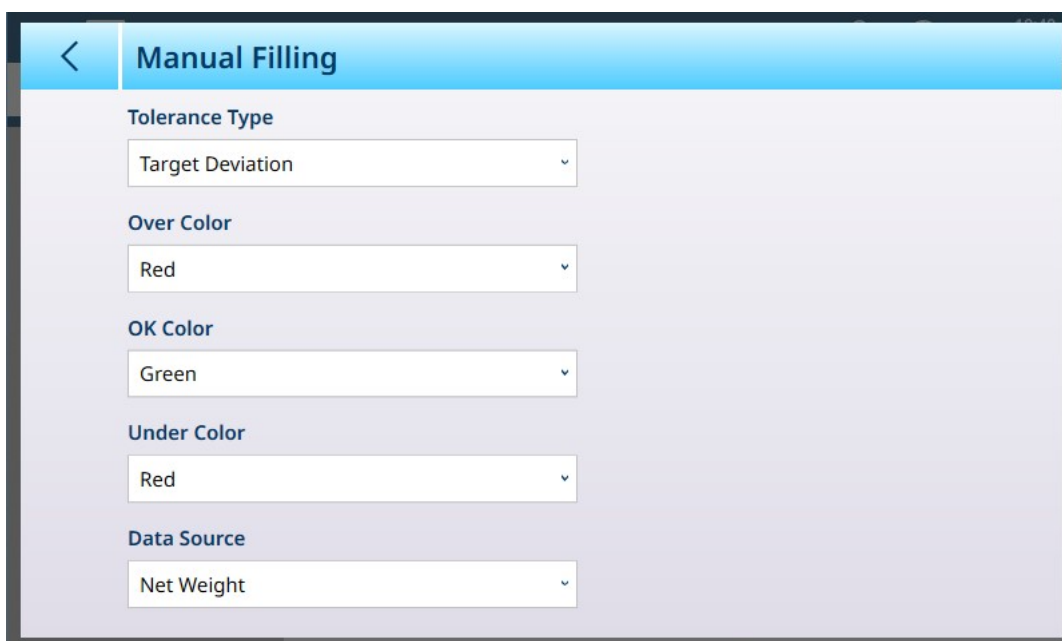 Manual Filling
Tolerance Type
Target Deviation
Over Color
Red
OK Color
Green
Under Color
Red
Data Source
Net Weight